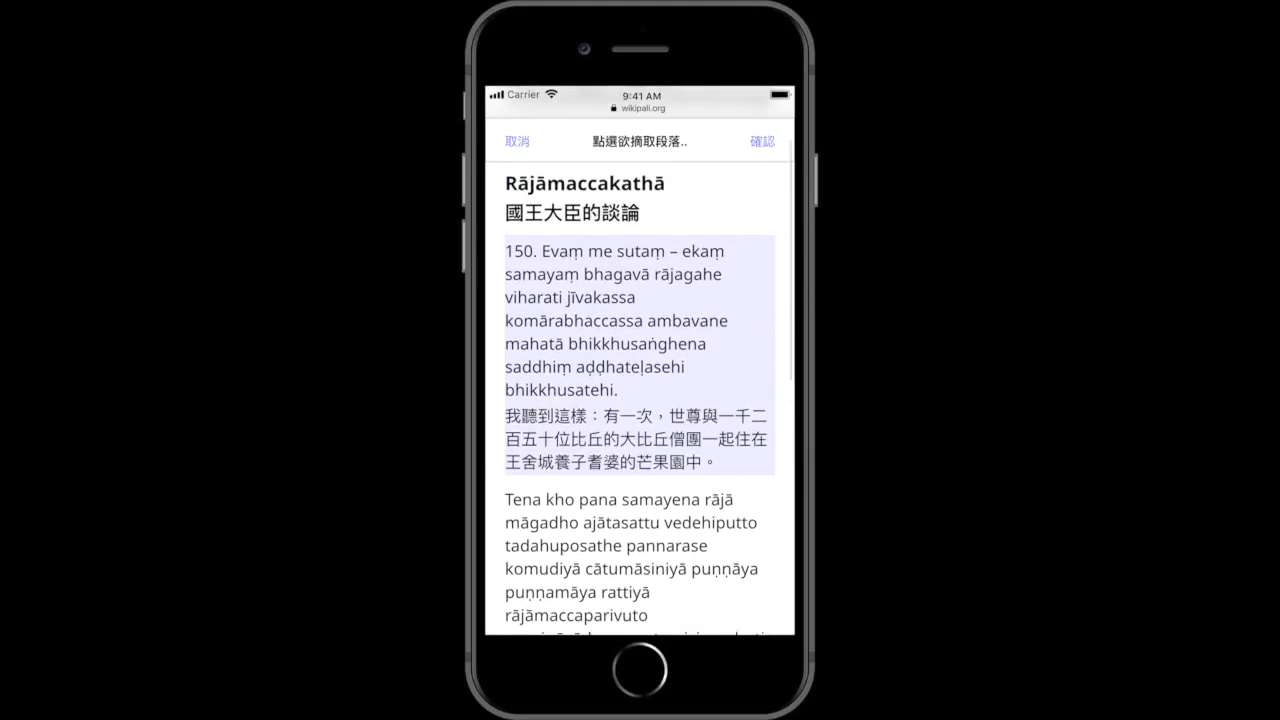 Carrier
9:41 AM
wikipali.org
取消 點選欲摘取段落.. 確認
Rājāmaccakathā
國王大臣的談論
150. Evaṃ me sutaṃ – ekaṃ
samayaṃ bhagavā rājagahe
viharati jīvakassa
komārabhaccassa ambavane
mahatā bhikkhusaṅghena
saddhiṃ aḍḍhateḷasehi
bhikkhusatehi.
我聽到這樣：有一次，世尊與一千二
百五十位比丘的大比丘僧團一起住在
王舍城養子耆婆的芒果園中。
Tena kho pana samayena rājā
māgadho ajātasattu vedehiputto
tadahuposathe pannarase
komudiyā cātumāsiniyā puṇṇāya
puṇṇamāya rattiyā
rājāmaccaparivuto